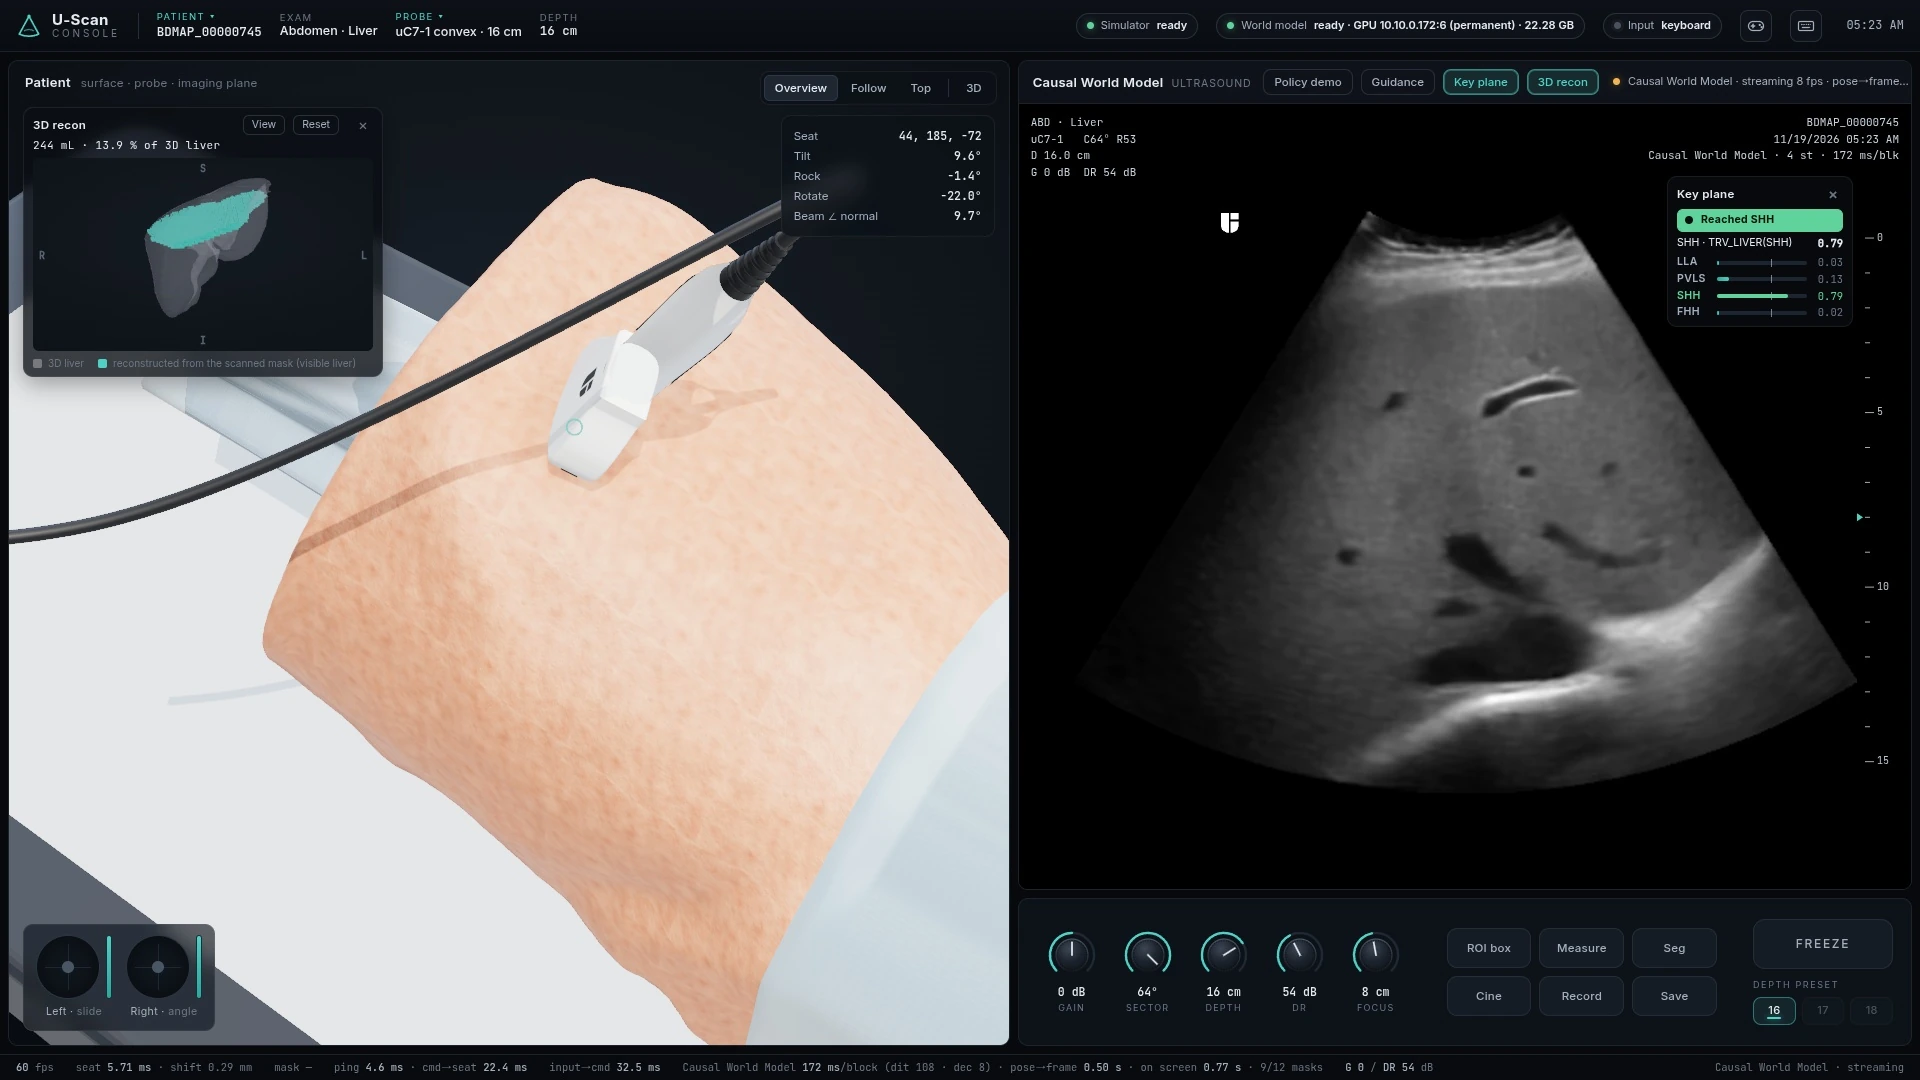 U-Scan
CONSOLE
PATIENT ▾
BDMAP_00000745
EXAM
Abdomen · Liver
PROBE ▾
uC7-1 convex · 16 cm
DEPTH
16 cm
Simulator ready
World model ready · GPU 10.10.0.172:6 (permanent) · 22.28 GB
Input keyboard
05:23 AM
Patient surface · probe · imaging plane
Overview Follow Top 3D
3D recon View Reset ×
244 mL · 13.9 % of 3D liver
S
R
L
I
3D liver reconstructed from the scanned mask (visible liver)
Seat 44, 185, -72
Tilt 9.6°
Rock -1.4°
Rotate -22.0°
Beam ∠ normal 9.7°
Left · slide
Right · angle
Causal World Model ULTRASOUND Policy demo Guidance Key plane 3D recon Causal World Model · streaming 8 fps · pose→frame...
ABD · Liver
uC7-1 C64° R53
D 16.0 cm
G 0 dB DR 54 dB
BDMAP_00000745
11/19/2026 05:23 AM
Causal World Model · 4 st · 172 ms/blk
Key plane ×
Reached SHH
SHH · TRV_LIVER(SHH) 0.79
LLA 0.03
PVLS 0.13
SHH 0.79
FHH 0.02
0
5
10
15
0 dB
GAIN
64°
SECTOR
16 cm
DEPTH
54 dB
DR
8 cm
FOCUS
ROI box Measure Seg
Cine Record Save
FREEZE
DEPTH PRESET
16 17 18
60 fps seat 5.71 ms · shift 0.29 mm mask — ping 4.6 ms · cmd→seat 22.4 ms input→cmd 32.5 ms Causal World Model 172 ms/block (dit 108 · dec 8) · pose→frame 0.50 s · on screen 0.77 s · 9/12 masks G 0 / DR 54 dB Causal World Model · streaming